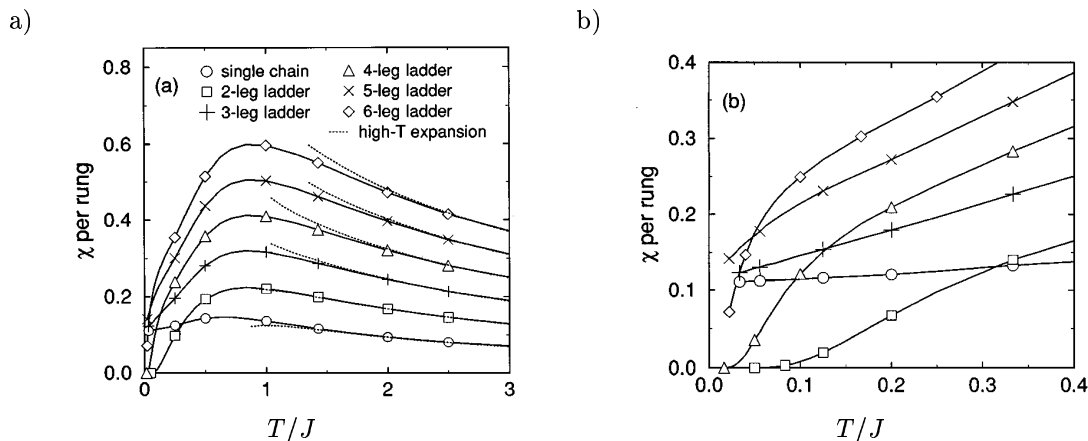 a)
0.8
0.6
0.4
0.2
0.0
χ per rung
(a)
single chain
2-leg ladder
3-leg ladder
4-leg ladder
5-leg ladder
6-leg ladder
high-T expansion
0 1 2 3
T/J
b)
0.4
0.3
0.2
0.1
0.0
χ per rung
(b)
0.0 0.1 0.2 0.3 0.4
T/J